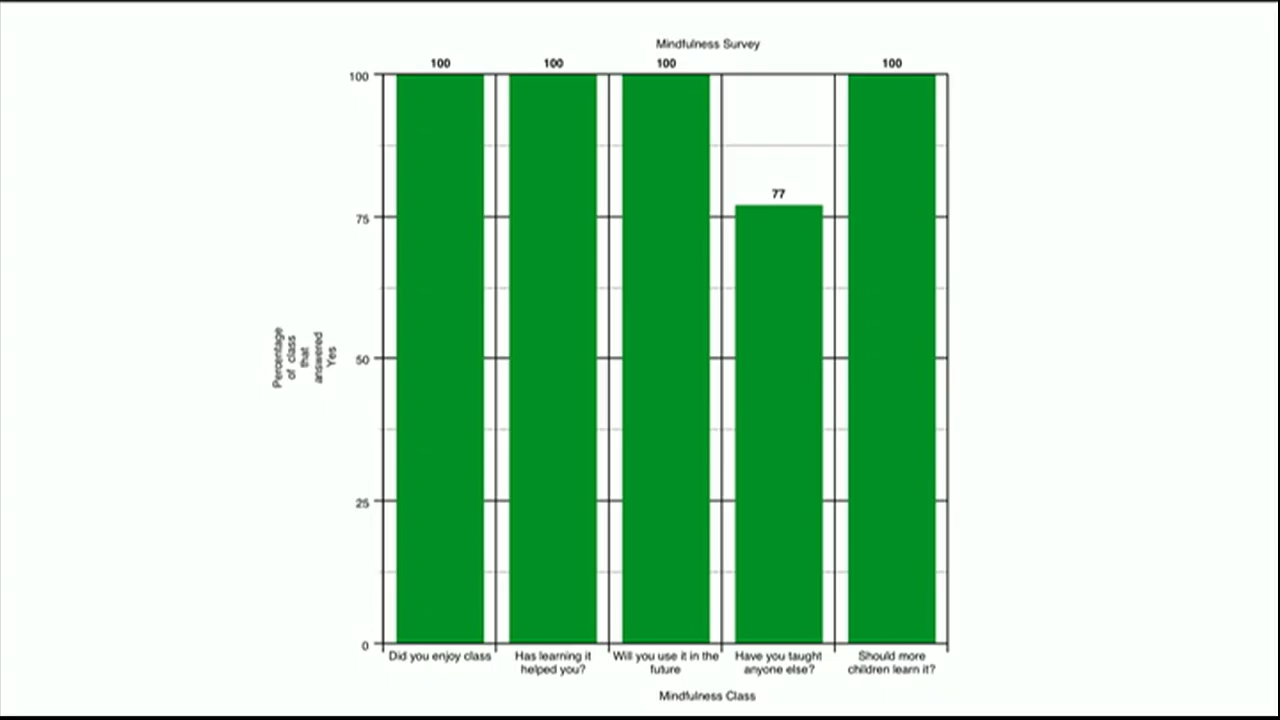 Mindfulness Survey
100
100
100
100
100
77
75
50
25
0
Percentage
of class
that
answered
Yes
Did you enjoy class
Has learning it
helped you?
Will you use it in the
future
Have you taught
anyone else?
Should more
children learn it?
Mindfulness Class